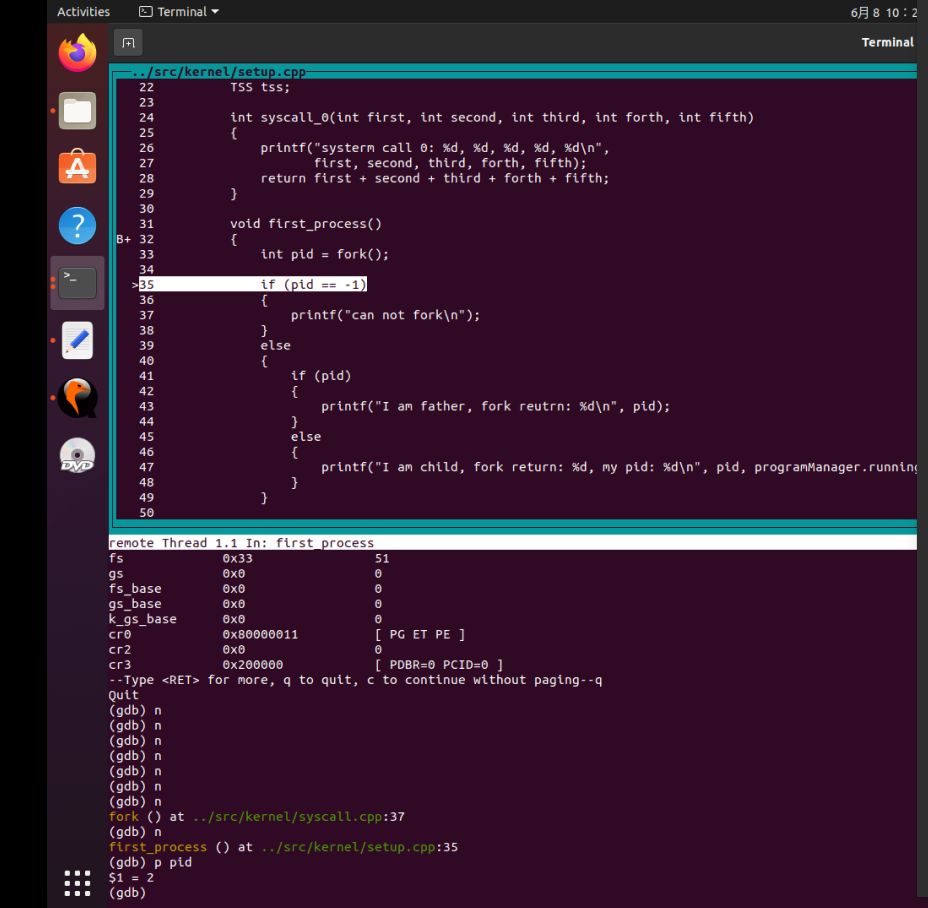 Activities Terminal 6月 8 10：2
Terminal
../src/kernel/setup.cpp
22 TSS tss;
23
24 int syscall_0(int first, int second, int third, int forth, int fifth)
25 {
26 printf("systerm call 0: %d, %d, %d, %d, %d\n",
27 first, second, third, forth, fifth);
28 return first + second + third + forth + fifth;
29 }
30
31 void first_process()
B+ 32 {
33 int pid = fork();
34
>35 if (pid == -1)
36 {
37 printf("can not fork\n");
38 }
39 else
40 {
41 if (pid)
42 {
43 printf("I am father, fork reutrn: %d\n", pid);
44 }
45 else
46 {
47 printf("I am child, fork return: %d, my pid: %d\n", pid, programManager.running
48 }
49 }
50
remote Thread 1.1 In: first_process
fs 0x33 51
gs 0x0 0
fs_base 0x0 0
gs_base 0x0 0
k_gs_base 0x0 0
cr0 0x80000011 [ PG ET PE ]
cr2 0x0 0
cr3 0x200000 [ PDBR=0 PCID=0 ]
--Type <RET> for more, q to quit, c to continue without paging--q
Quit
(gdb) n
(gdb) n
(gdb) n
(gdb) n
(gdb) n
(gdb) n
(gdb) n
fork () at ../src/kernel/syscall.cpp:37
(gdb) n
first_process () at ../src/kernel/setup.cpp:35
(gdb) p pid
$1 = 2
(gdb)
DVD